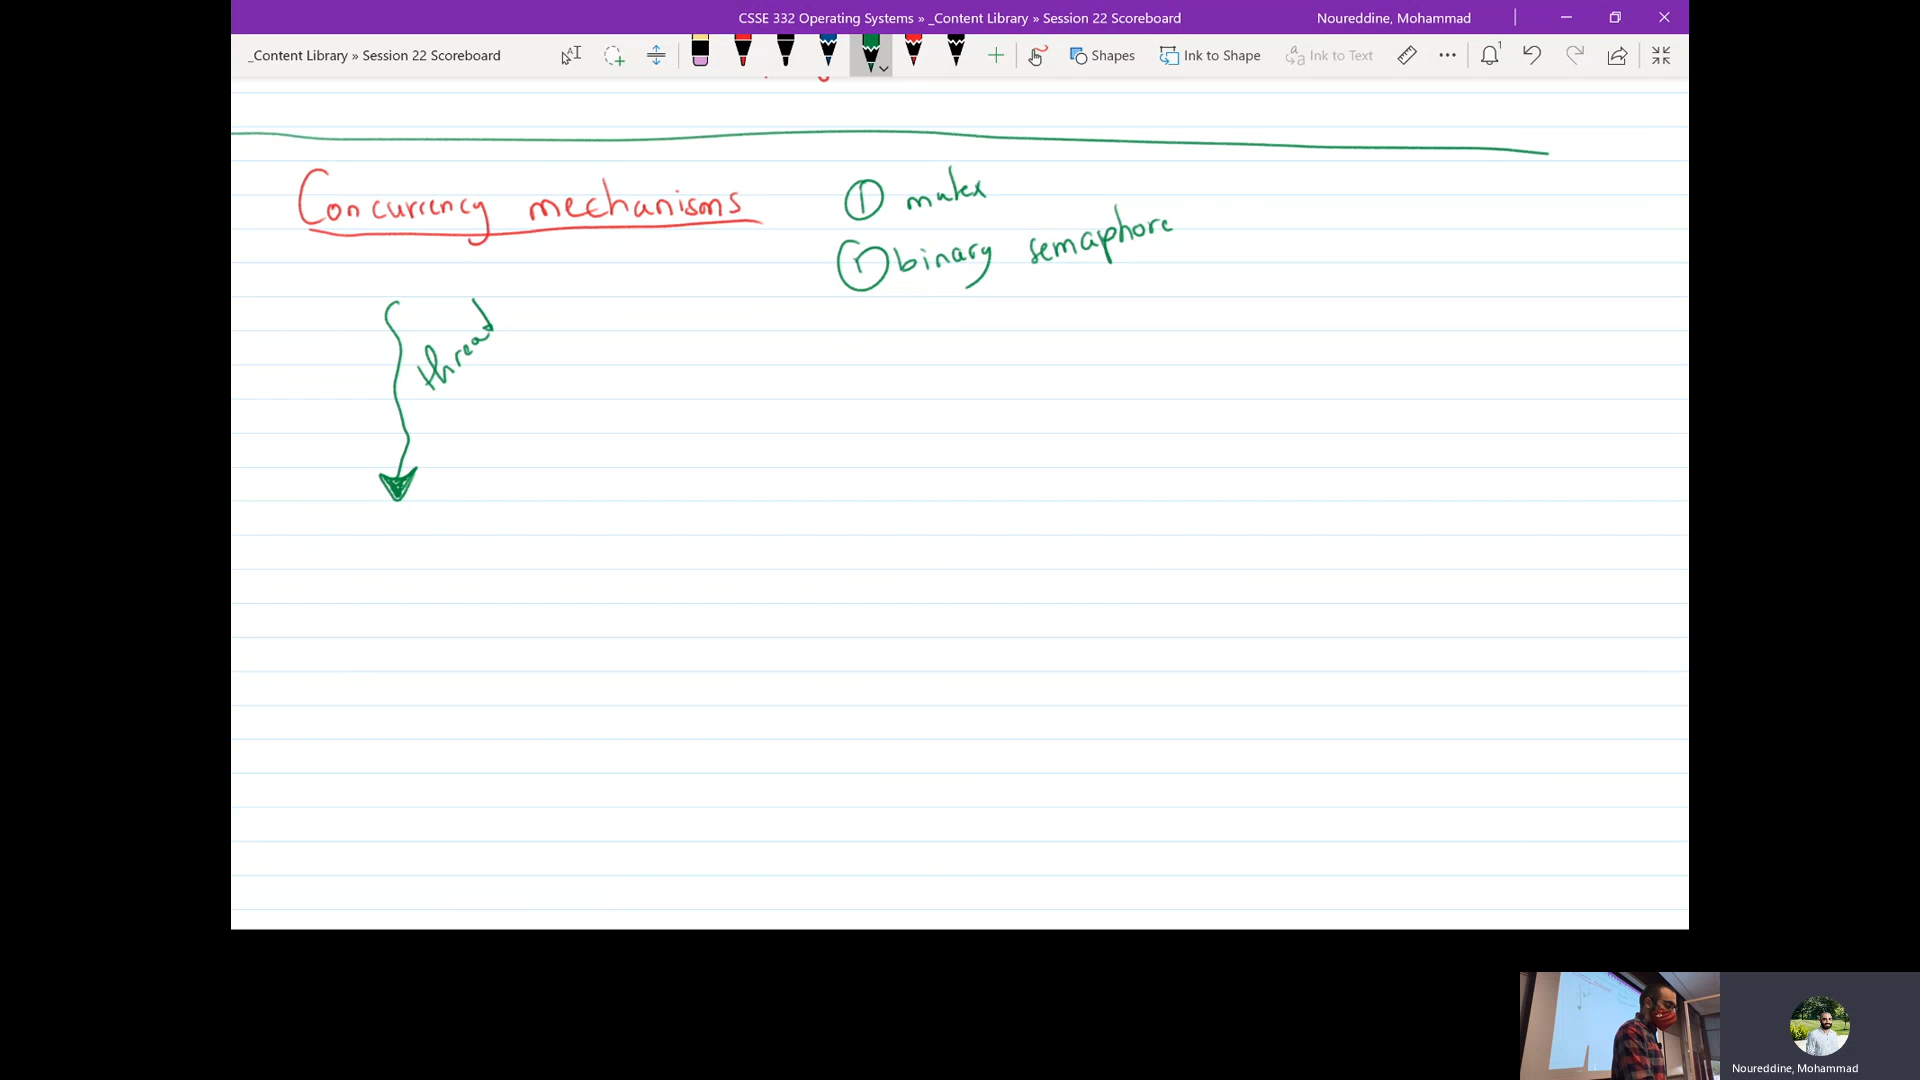 CSSE 332 Operating Systems » _Content Library » Session 22 Scoreboard
Noureddine, Mohammad
_Content Library » Session 22 Scoreboard
Shapes
Ink to Shape
Ink to Text
1
Concurrency mechanisms
① mutex
binary semaphore
thread
Noureddine, Mohammad